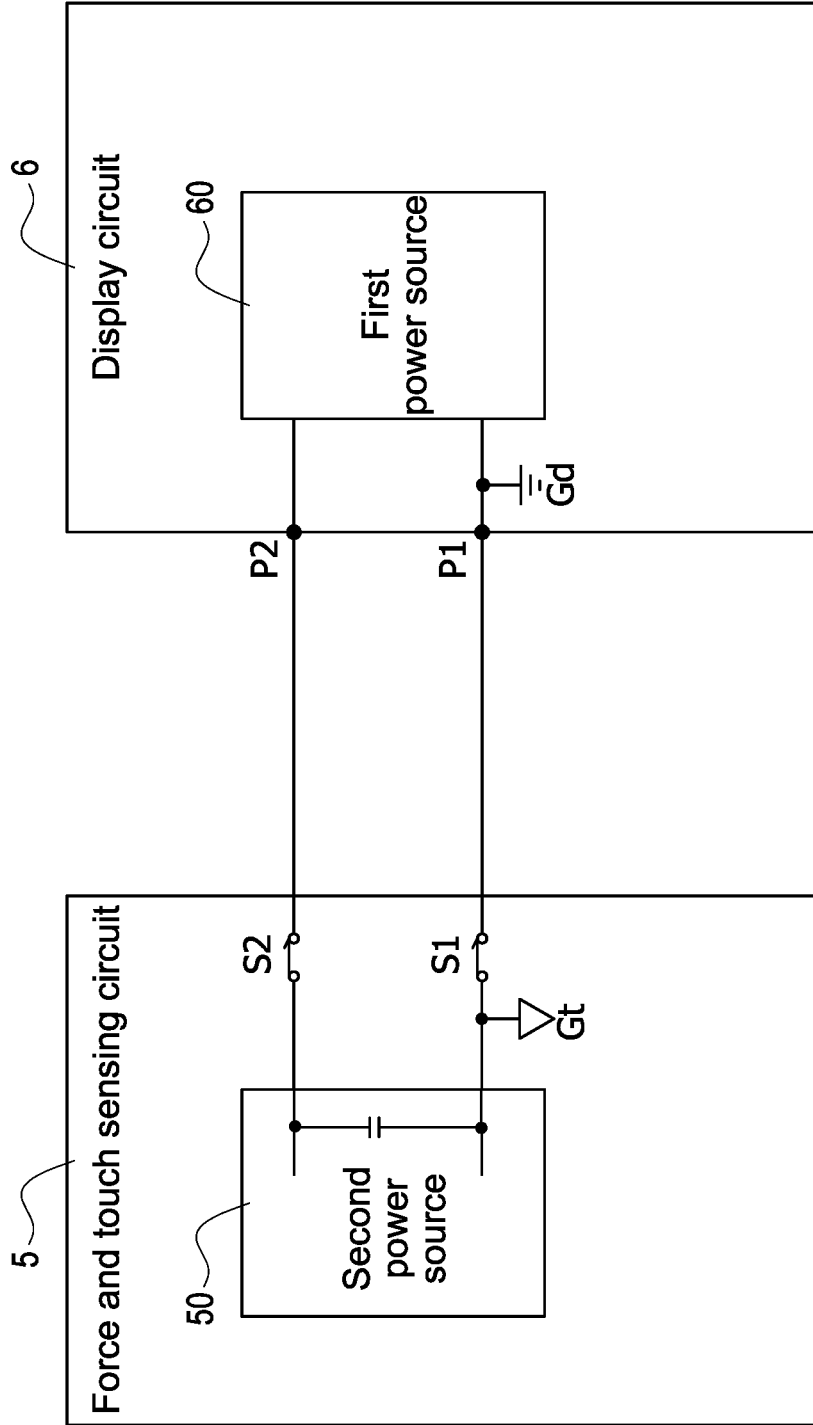 5
Force and touch sensing circuit
50
Second
power
source
S2
S1
Gt
6
Display circuit
60
First
power source
P2
P1
Gd